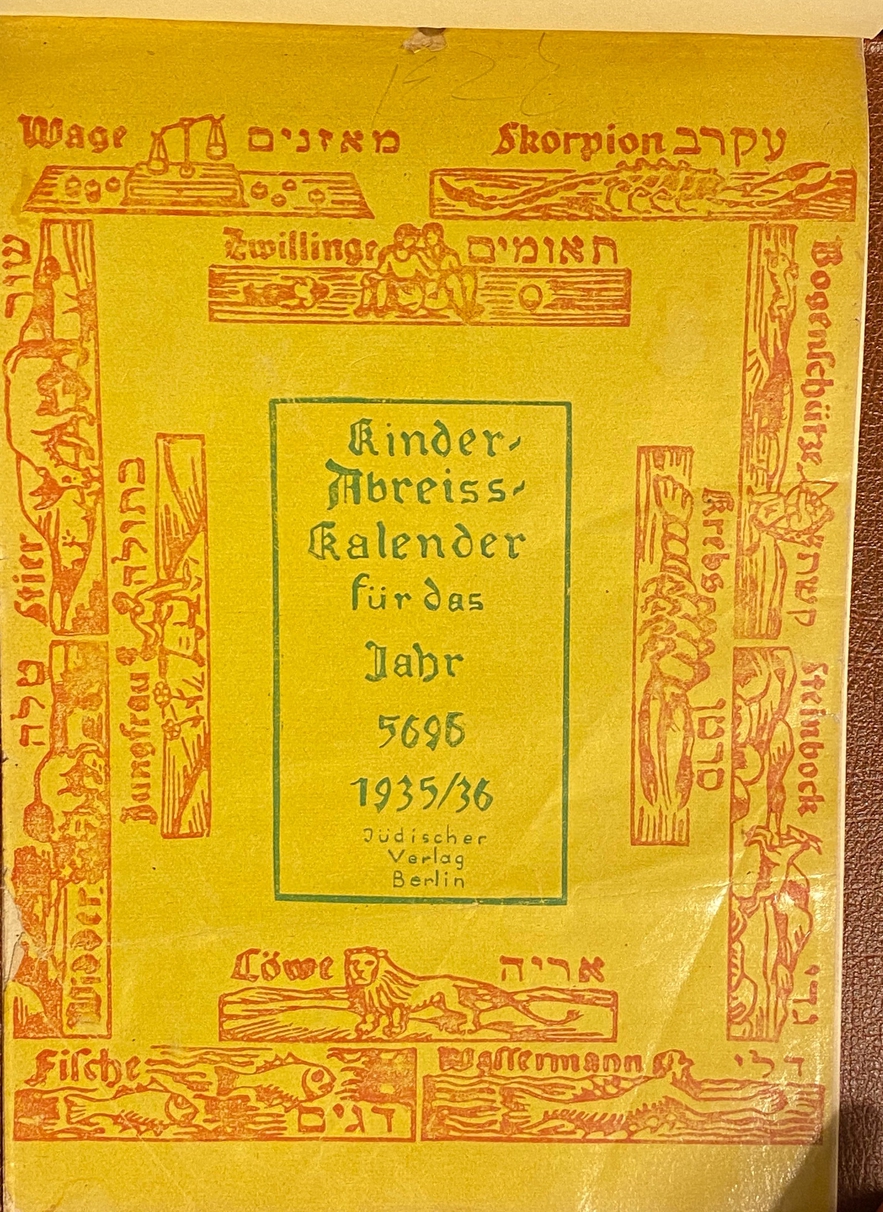 Wage מאזנים
Skorpion עקרב
Zwillinge תאומים
שור
Stier
Bogenschütze
קשת
בתולה
Jungfrau
Krebs
סרטן
טלה
Widder
Steinbock
גדי
Kinder-
Abreiss-
Kalender
für das
Jahr
5696
1935/36
Jüdischer
Verlag
Berlin
Löwe אריה
Fische
דגים
Wassermann דלי